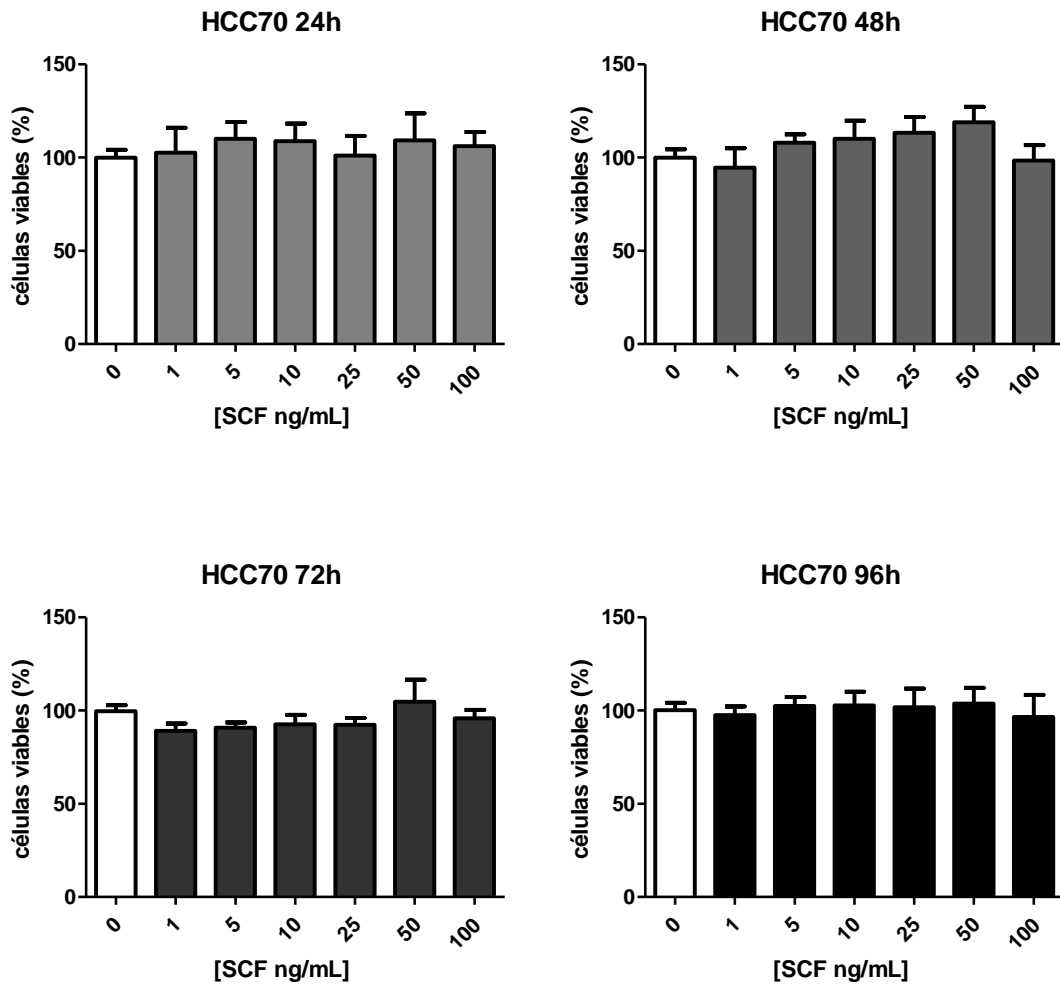 HCC70 24h
células viables (%)
150
100
50
0
0 1 5 10 25 50 100
[SCF ng/mL]
HCC70 48h
células viables (%)
150
100
50
0
0 1 5 10 25 50 100
[SCF ng/mL]
HCC70 72h
células viables (%)
150
100
50
0
0 1 5 10 25 50 100
[SCF ng/mL]
HCC70 96h
células viables (%)
150
100
50
0
0 1 5 10 25 50 100
[SCF ng/mL]